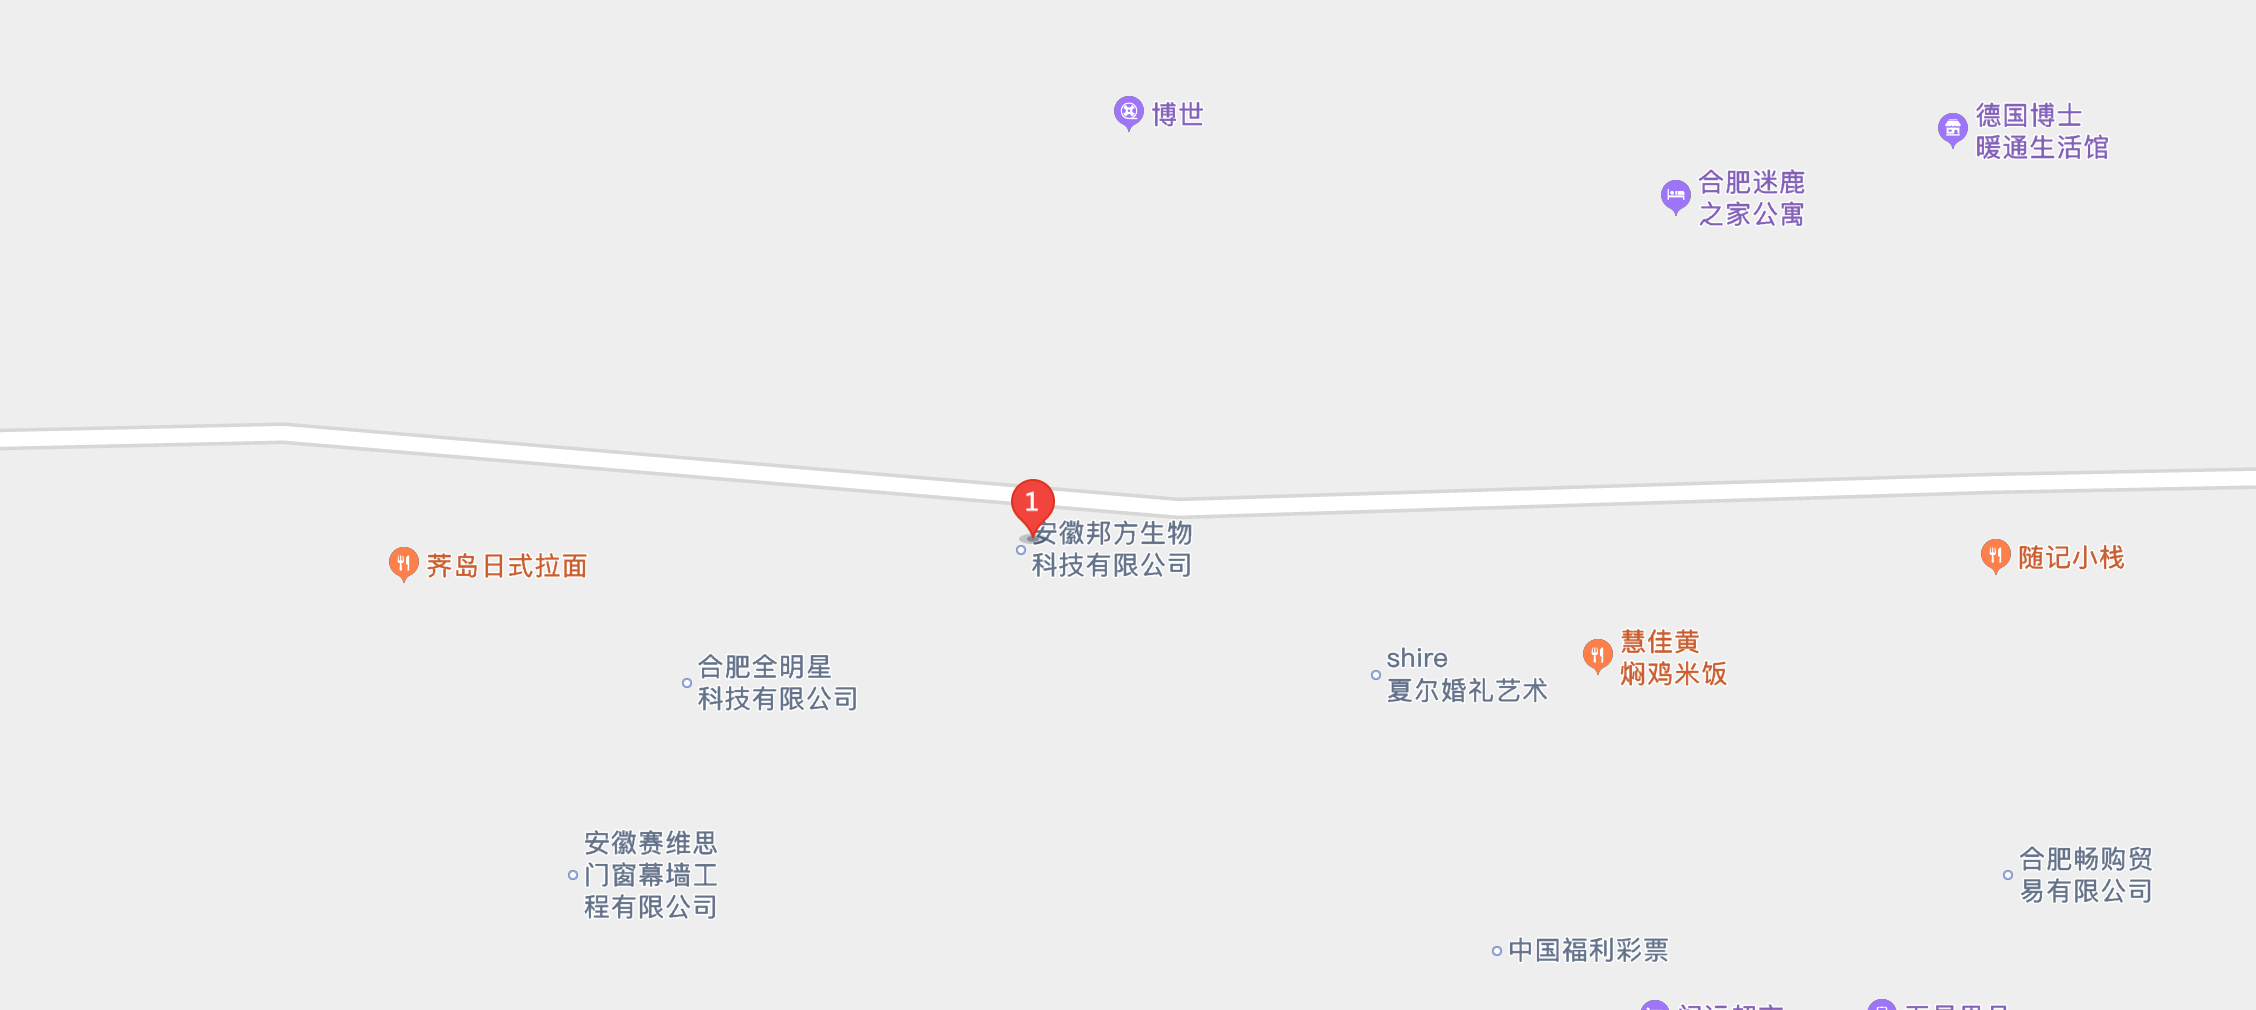 博世
德国博士
暖通生活馆
合肥迷鹿
之家公寓
1
安徽邦方生物
科技有限公司
荠岛日式拉面
随记小栈
慧佳黄
焖鸡米饭
shire
夏尔婚礼艺术
合肥全明星
科技有限公司
安徽赛维思
门窗幕墙工
程有限公司
合肥畅购贸
易有限公司
中国福利彩票